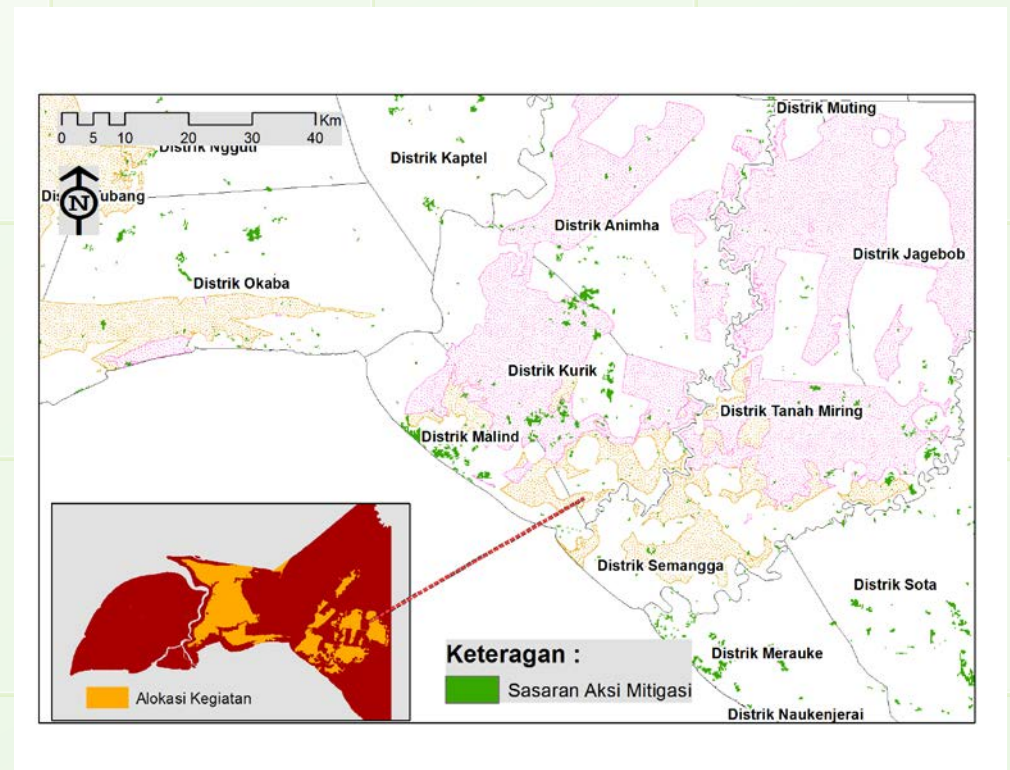 Km
0 5 10 20 30 40
Distrik Muting
Distrik Ngguti
Distrik Kaptel
N
Distrik Animha
Distrik Jagebob
Distrik Okaba
Distrik Kurik
Distrik Tanah Miring
Distrik Malind
Distrik Semangga
Distrik Sota
Distrik Merauke
Distrik Naukenjerai
Keteragan :
Sasaran Aksi Mitigasi
Alokasi Kegiatan